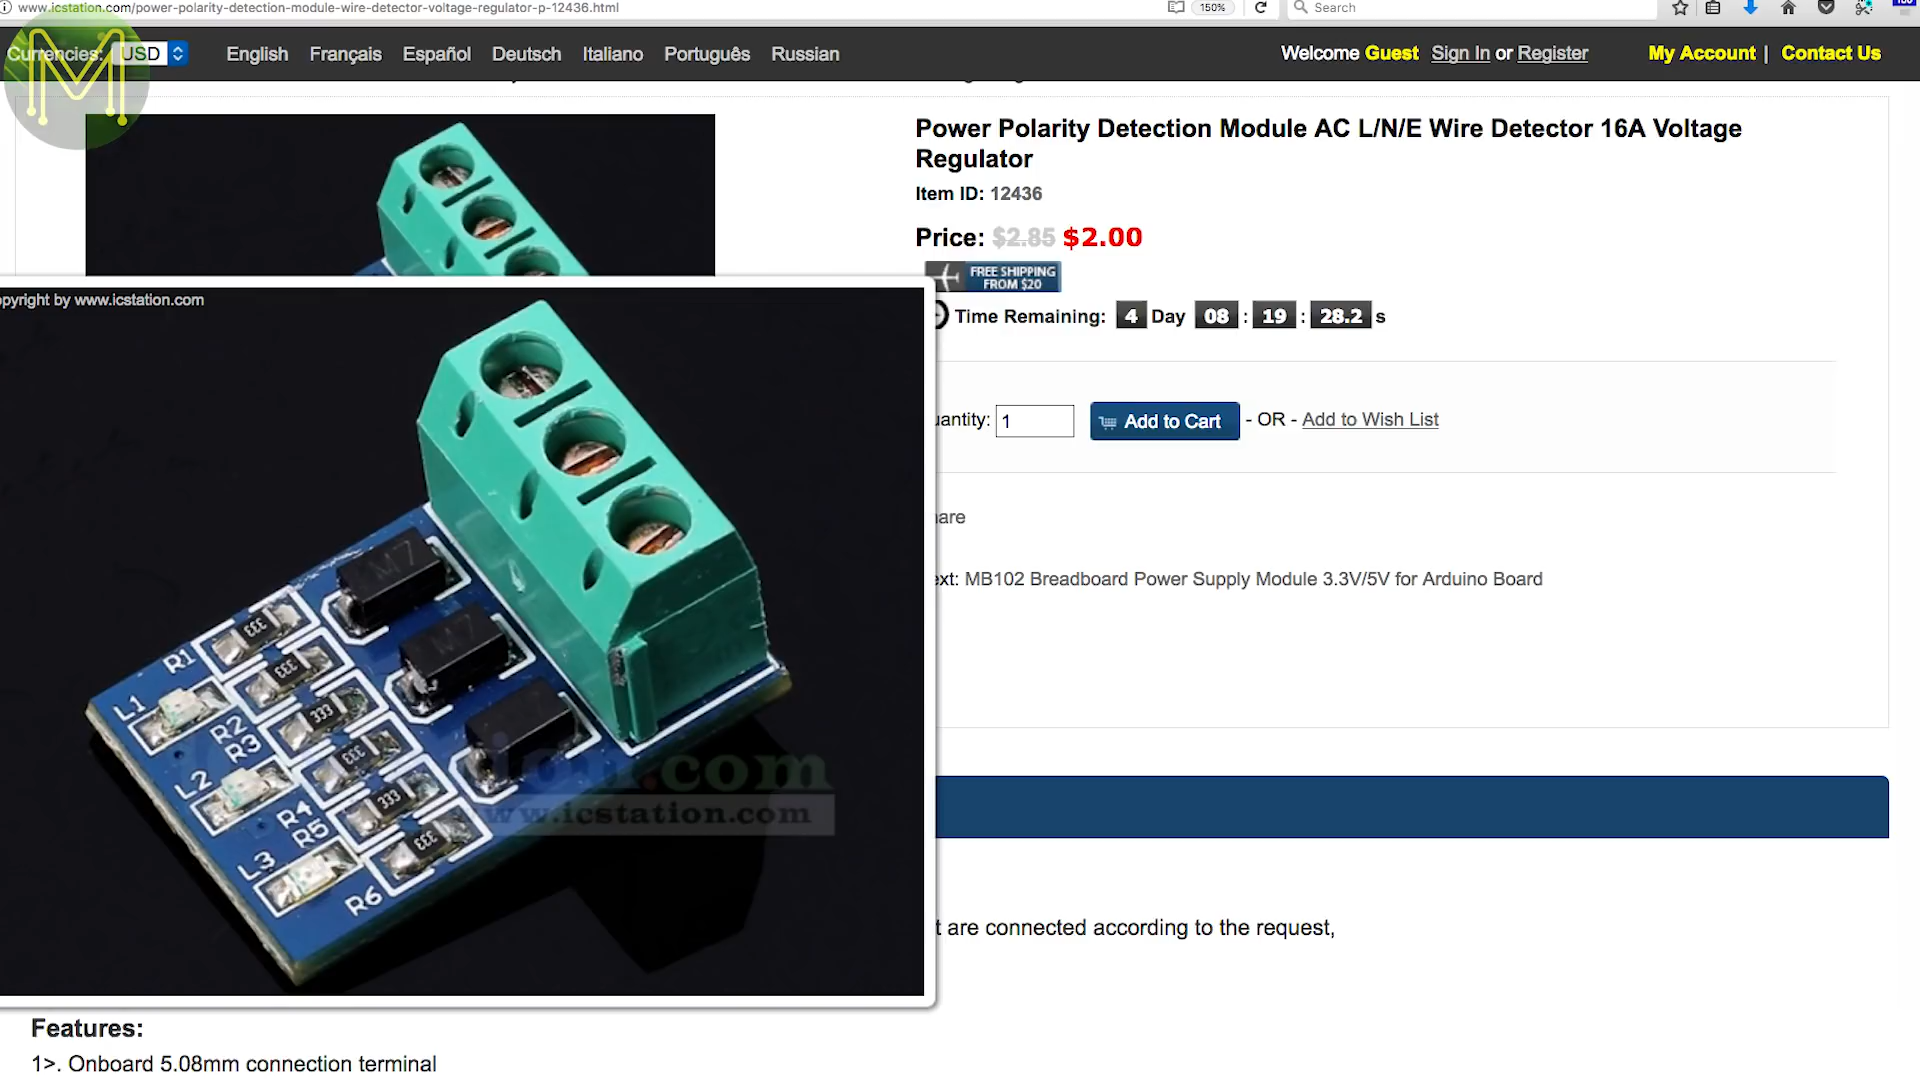 www.icstation.com/power-polarity-detection-module-wire-detector-voltage-regulator-p-12436.html
150%
Search
Currencies: USD
English Français Español Deutsch Italiano Português Russian
Welcome Guest Sign In or Register
My Account | Contact Us
M
Power Polarity Detection Module AC L/N/E Wire Detector 16A Voltage
Regulator
Item ID: 12436
Price: $2.85 $2.00
FREE SHIPPING
FROM $20
Time Remaining: 4 Day 08 : 19 : 28.2 s
opyright by www.icstation.com
uantity: 1
Add to Cart
- OR - Add to Wish List
are
ext: MB102 Breadboard Power Supply Module 3.3V/5V for Arduino Board
M7
M7
333
333
333
333
333
333
R1
L1
R2
R3
L2
R4
R5
L3
R6
ion.com
www.icstation.com
t are connected according to the request,
Features:
1>. Onboard 5.08mm connection terminal